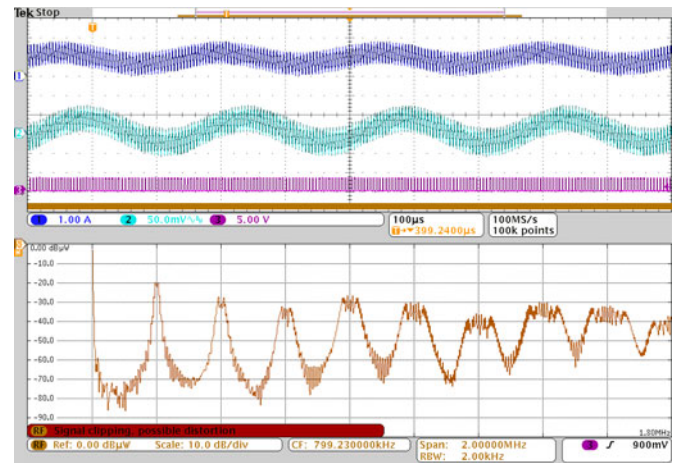 Tek Stop
T
1
2
3
1 1.00 A 2 50.0mV 3 5.00 V
100µs
T→▼399.2400µs
100MS/s
100k points
0.00 dBµW
-10.0
-20.0
-30.0
-40.0
-50.0
-60.0
-70.0
-80.0
-90.0
RF Signal clipping, possible distortion
1.80MHz
RF Ref: 0.00 dBµW Scale: 10.0 dB/div
CF: 799.230000kHz
Span: 2.00000MHz
RBW: 2.00kHz
3 900mV